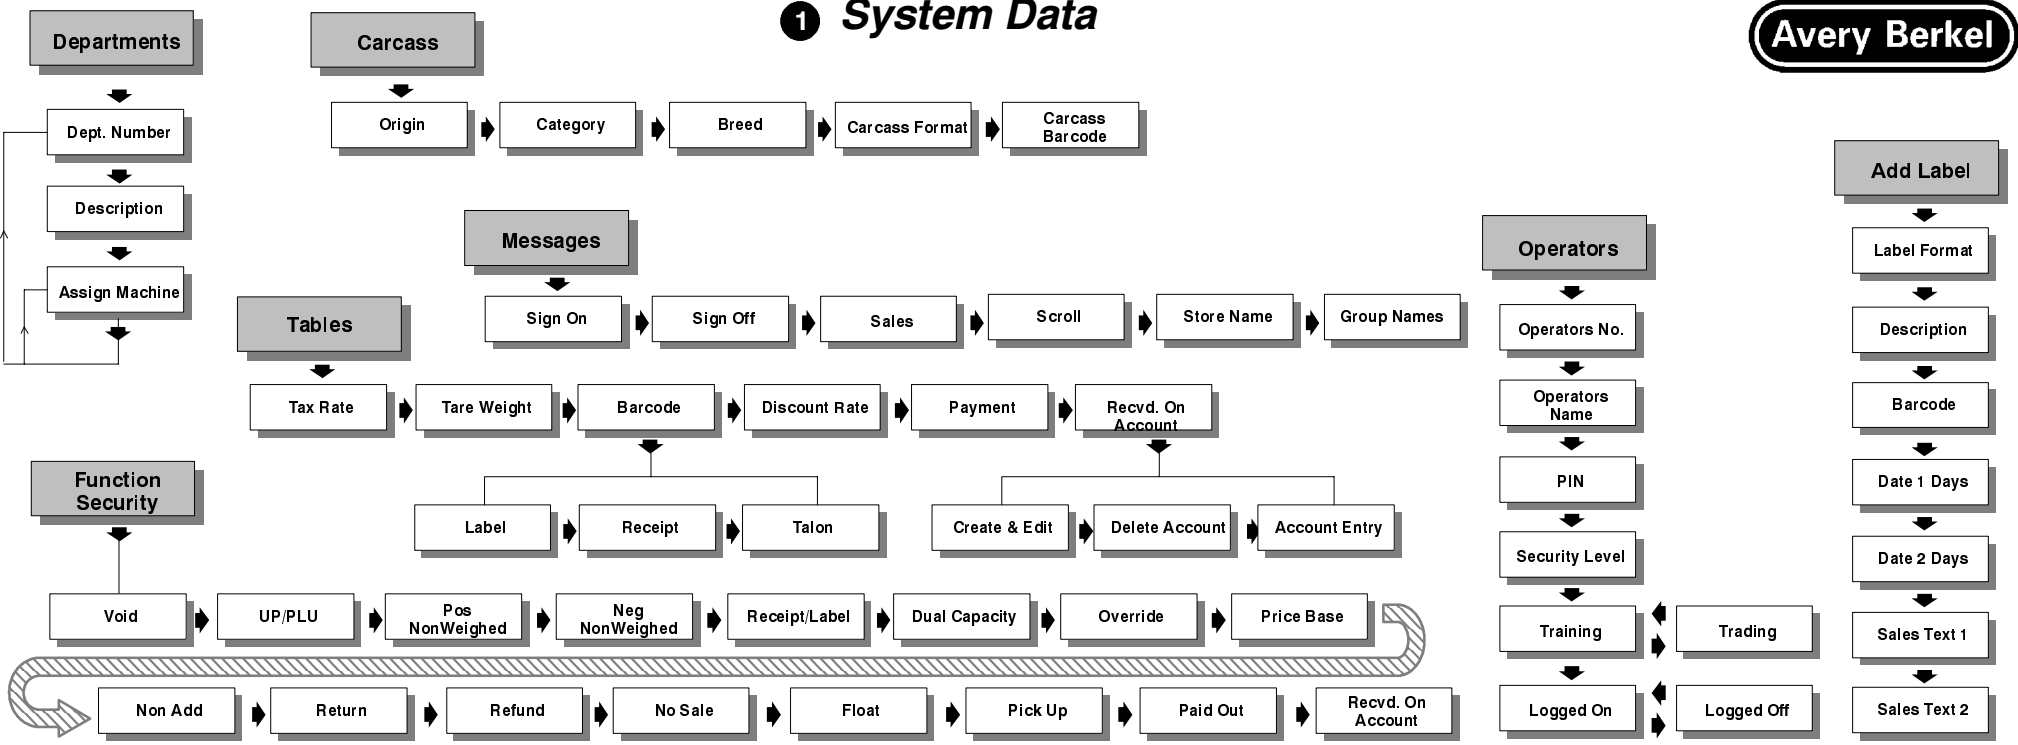 1 System Data
Avery Berkel
Departments
Dept. Number
Description
Assign Machine
Carcass
Origin
Category
Breed
Carcass Format
Carcass
Barcode
Messages
Sign On
Sign Off
Sales
Scroll
Store Name
Group Names
Tables
Tax Rate
Tare Weight
Barcode
Discount Rate
Payment
Recvd. On
Account
Label
Receipt
Talon
Create & Edit
Delete Account
Account Entry
Function
Security
Void
UP/PLU
Pos
NonWeighed
Neg
NonWeighed
Receipt/Label
Dual Capacity
Override
Price Base
Non Add
Return
Refund
No Sale
Float
Pick Up
Paid Out
Recvd. On
Account
Operators
Operators No.
Operators
Name
PIN
Security Level
Training
Trading
Logged On
Logged Off
Add Label
Label Format
Description
Barcode
Date 1 Days
Date 2 Days
Sales Text 1
Sales Text 2